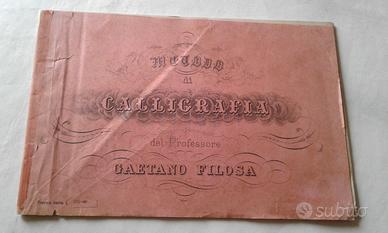 METODO
di
CALLIGRAFIA
del Professore
GAETANO FILOSA
subito